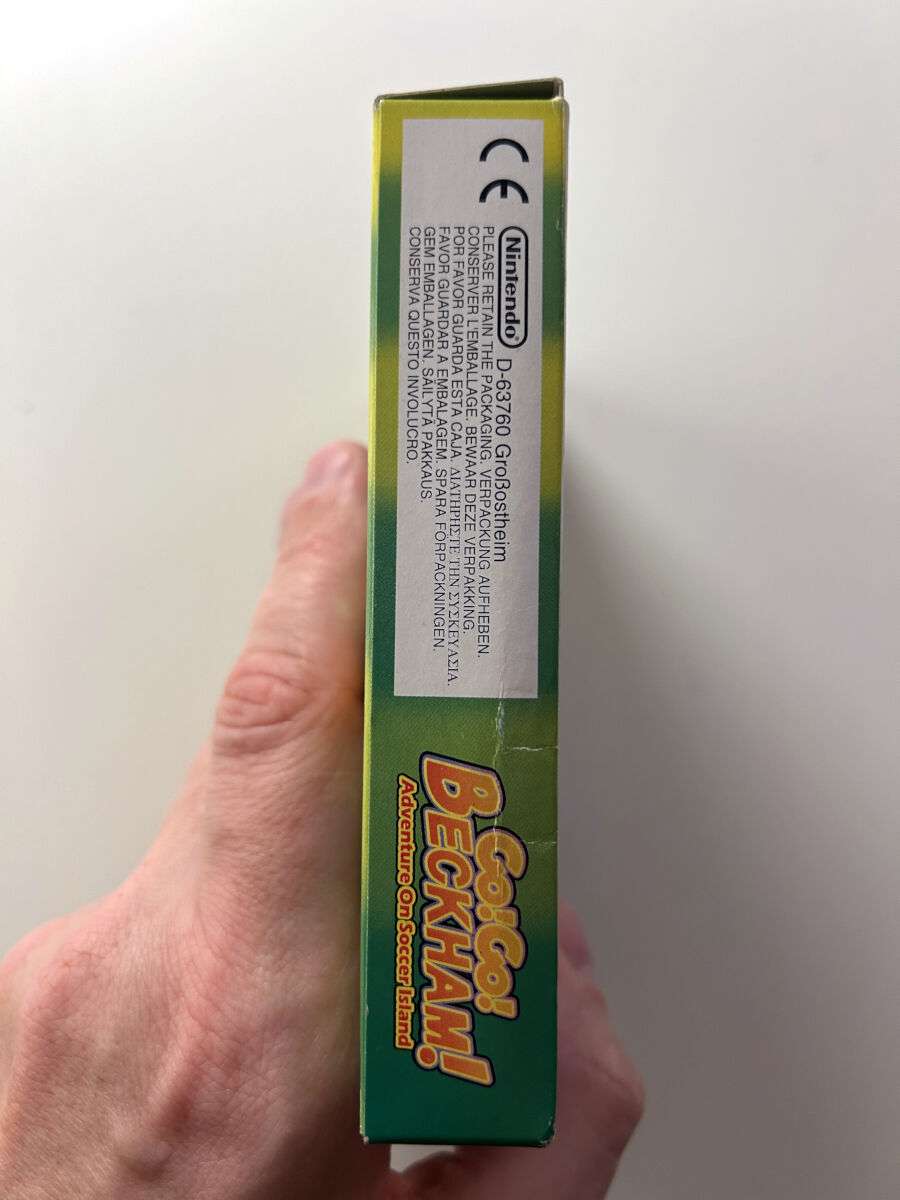 CE
Nintendo® D-63760 Großostheim
PLEASE RETAIN THE PACKAGING. VERPACKUNG AUFHEBEN.
CONSERVER L'EMBALLAGE. BEWAAR DEZE VERPAKKING.
POR FAVOR GUARDA ESTA CAJA. ΔΙΑΤΗΡΗΣΤΕ ΤΗΝ ΣΥΣΚΕΥΑΣΙΑ.
FAVOR GUARDAR A EMBALAGEM. SPARA FÖRPACKNINGEN.
GEM EMBALLAGEN. SÄILYTÄ PAKKAUS.
CONSERVA QUESTO INVOLUCRO.
Go! Go!
BECKHAM!
Adventure On Soccer Island